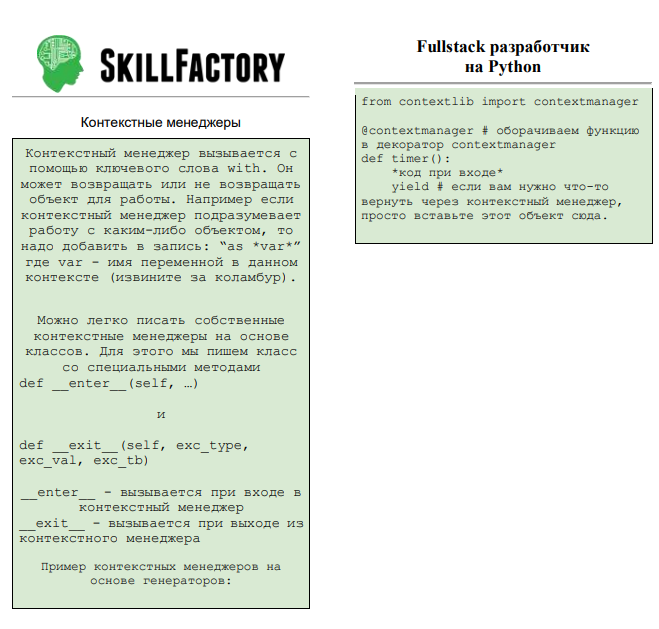 SKILLFACTORY
Контекстные менеджеры
Контекстный менеджер вызывается с
помощью ключевого слова with. Он
может возвращать или не возвращать
объект для работы. Например если
контекстный менеджер подразумевает
работу с каким-либо объектом, то
надо добавить в запись: “as *var*”
где var - имя переменной в данном
контексте (извините за коламбур).
Можно легко писать собственные
контекстные менеджеры на основе
классов. Для этого мы пишем класс
со специальными методами
def __enter__(self, …)
и
def __exit__(self, exc_type,
exc_val, exc_tb)
__enter__ - вызывается при входе в
контекстный менеджер
__exit__ - вызывается при выходе из
контекстного менеджера
Пример контекстных менеджеров на
основе генераторов:
Fullstack разработчик
на Python
from contextlib import contextmanager
@contextmanager # оборачиваем функцию
в декоратор contextmanager
def timer():
*код при входе*
yield # если вам нужно что-то
вернуть через контекстный менеджер,
просто вставьте этот объект сюда.